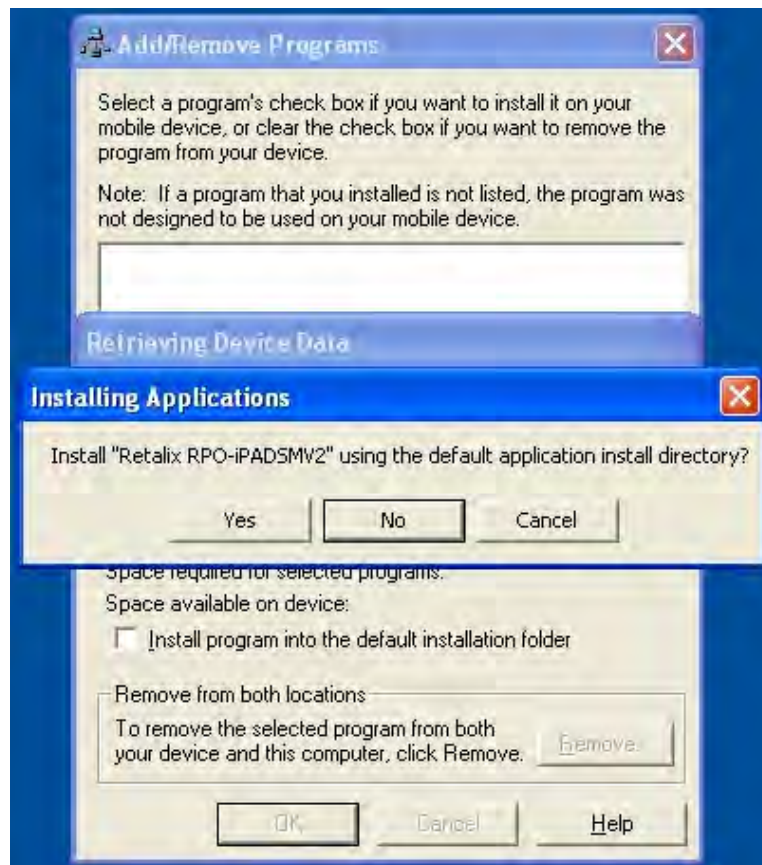 Add/Remove Programs
Select a program's check box if you want to install it on your
mobile device, or clear the check box if you want to remove the
program from your device.
Note: If a program that you installed is not listed, the program was
not designed to be used on your mobile device.
Retrieving Device Data
Installing Applications
Install "Retalix RPO-iPADSMV2" using the default application install directory?
Yes No Cancel
Space required for selected programs:
Space available on device:
Install program into the default installation folder
Remove from both locations
To remove the selected program from both
your device and this computer, click Remove.
Remove...
OK Cancel Help